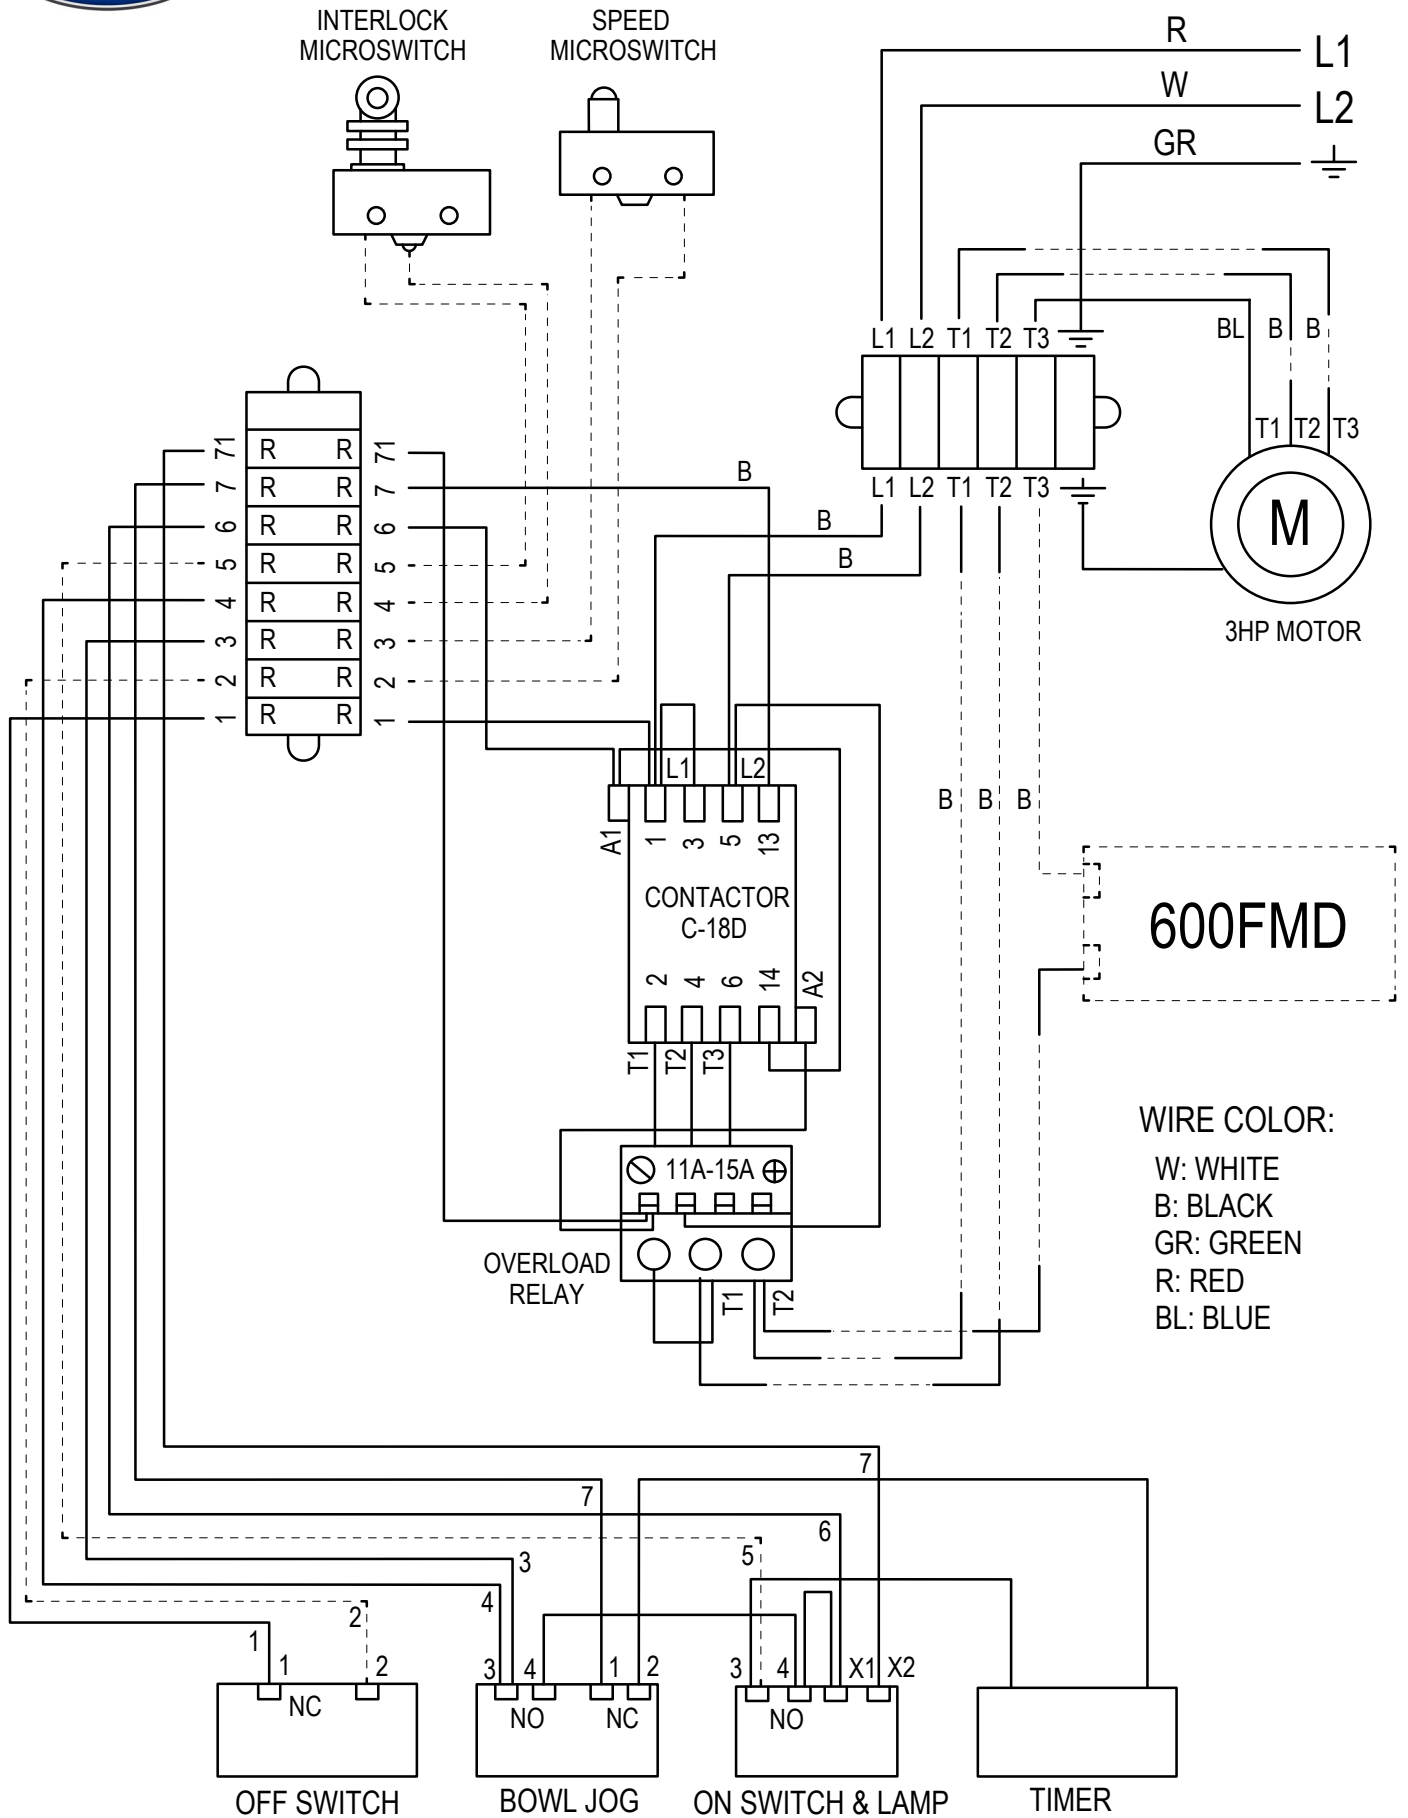 INTERLOCK
MICROSWITCH
SPEED
MICROSWITCH
R
L1
W
L2
GR
L1 L2 T1 T2 T3
BL B B
T1 T2 T3
M
3HP MOTOR
L1 L2 T1 T2 T3
71 R R 71
7 R R 7
6 R R 6
5 R R 5
4 R R 4
3 R R 3
2 R R 2
1 R R 1
B
B
B
L1 L2
A1 1 3 5 13
CONTACTOR
C-18D
2 4 6 14 A2
T1 T2 T3
B B B
600FMD
11A-15A
OVERLOAD
RELAY
T1 T2
WIRE COLOR:
W: WHITE
B: BLACK
GR: GREEN
R: RED
BL: BLUE
7
7
6
5
3
4
2
1
1 2
NC
3 4 1 2
NO NC
3 4 X1 X2
NO
OFF SWITCH
BOWL JOG
ON SWITCH & LAMP
TIMER